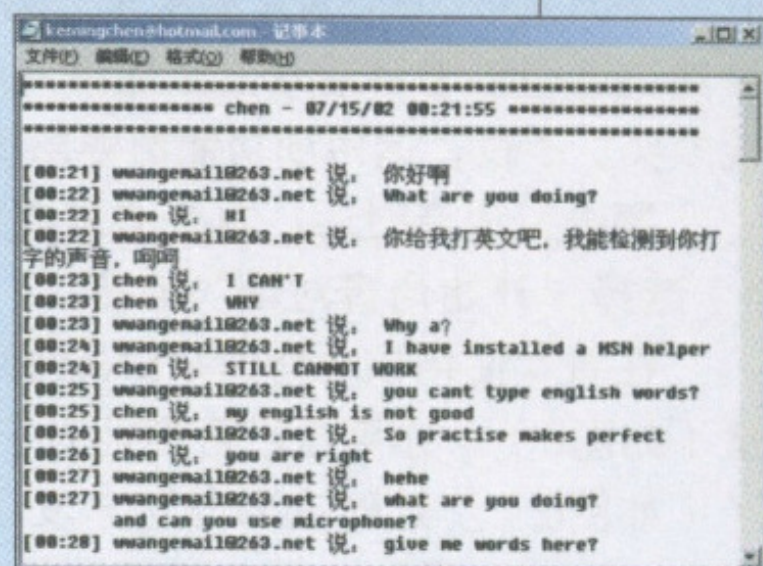 kemingchen@hotmail.com - 记事本
文件(F) 编辑(E) 格式(O) 帮助(H)
****************************************************************
****************** chen - 07/15/02 00:21:55 ******************
****************************************************************
[00:21] wwangemail@263.net 说， 你好啊
[00:22] wwangemail@263.net 说， What are you doing?
[00:22] chen 说， HI
[00:22] wwangemail@263.net 说， 你给我打英文吧，我能检测到你打
字的声音，呵呵
[00:23] chen 说， I CAN'T
[00:23] chen 说， WHY
[00:23] wwangemail@263.net 说， Why a?
[00:24] wwangemail@263.net 说， I have installed a MSN helper
[00:24] chen 说， STILL CANNOT WORK
[00:25] wwangemail@263.net 说， you cant type english words?
[00:25] chen 说， my english is not good
[00:26] wwangemail@263.net 说， So practise makes perfect
[00:26] chen 说， you are right
[00:27] wwangemail@263.net 说， hehe
[00:27] wwangemail@263.net 说， what are you doing?
and can you use microphone?
[00:28] wwangemail@263.net 说， give me words here?